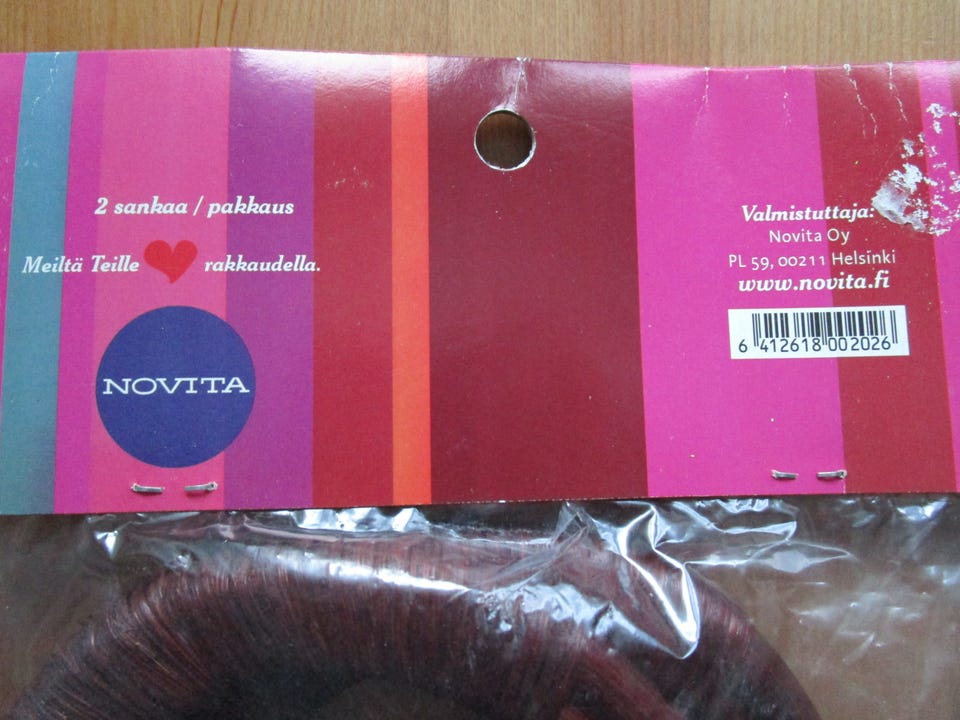 2 sankaa / pakkaus
Meiltä Teille rakkaudella.
NOVITA
Valmistuttaja:
Novita Oy
PL 59, 00211 Helsinki
www.novita.fi
6 412618 002026